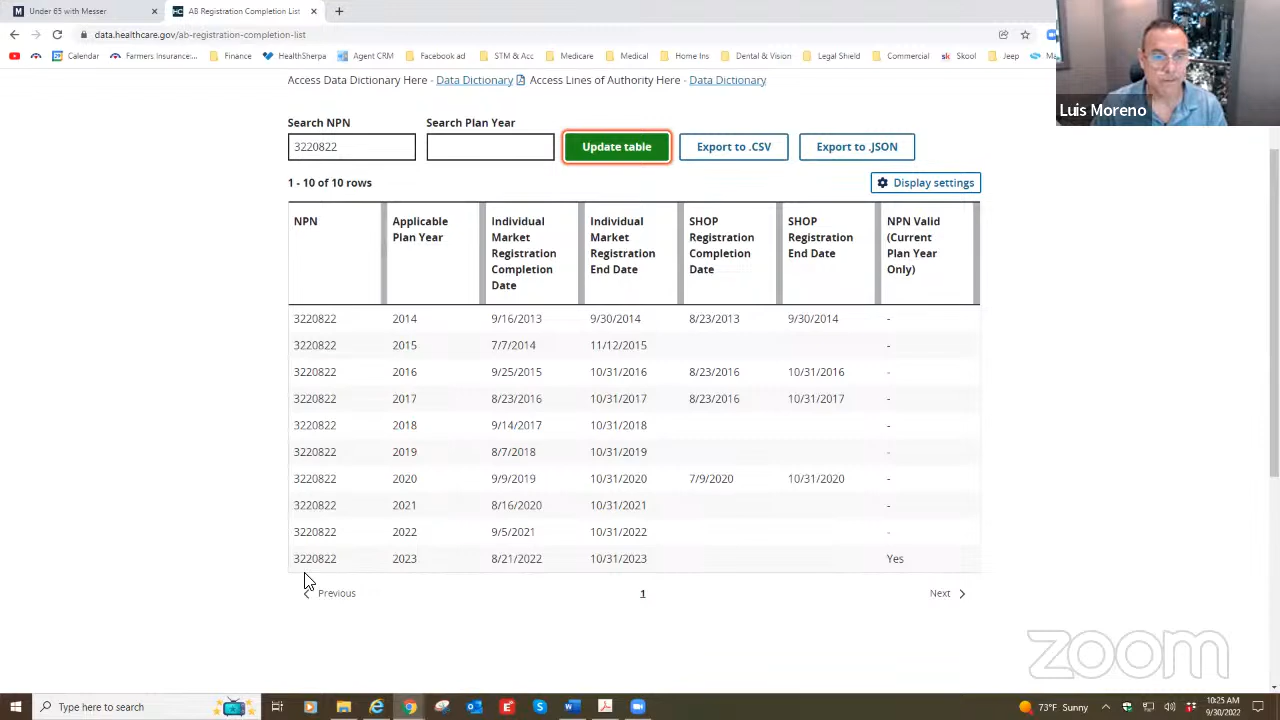 Under 65 with Messer
AB Registration Completion List
data.healthcare.gov/ab-registration-completion-list
Calendar
Farmers Insurance:...
Finance
HealthSherpa
Agent CRM
Facebook ads
STM & Acc
Medicare
Medical
Home Ins
Dental & Vision
Legal Shield
Commercial
Skool
Jeep
Luis Moreno
Access Data Dictionary Here - Data Dictionary Access Lines of Authority Here - Data Dictionary
Search NPN
Search Plan Year
3220822
Update table
Export to .CSV
Export to .JSON
1 - 10 of 10 rows
Display settings
NPN
Applicable
Plan Year
Individual
Market
Registration
Completion
Date
Individual
Market
Registration
End Date
SHOP
Registration
Completion
Date
SHOP
Registration
End Date
NPN Valid
(Current
Plan Year
Only)
3220822 2014 9/16/2013 9/30/2014 8/23/2013 9/30/2014 -
3220822 2015 7/7/2014 11/12/2015 -
3220822 2016 9/25/2015 10/31/2016 8/23/2016 10/31/2016 -
3220822 2017 8/23/2016 10/31/2017 8/23/2016 10/31/2017 -
3220822 2018 9/14/2017 10/31/2018 -
3220822 2019 8/7/2018 10/31/2019 -
3220822 2020 9/9/2019 10/31/2020 7/9/2020 10/31/2020 -
3220822 2021 8/16/2020 10/31/2021 -
3220822 2022 9/5/2021 10/31/2022 -
3220822 2023 8/21/2022 10/31/2023 Yes
Previous
1
Next
zoom
Type here to search
73°F Sunny
10:25 AM
9/30/2022